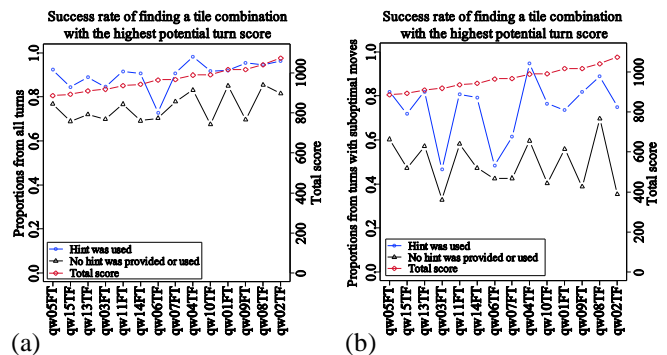 Success rate of finding a tile combination
with the highest potential turn score
Proportions from all turns
0.0 0.2 0.4 0.6 0.8 1.0
Total score
0 200 400 600 800 1000
Hint was used
No hint was provided or used
Total score
qw05FT qw15TF qw13TF qw03FT qw11FT qw14FT qw06TF qw07FT qw04TF qw10TF qw01FT qw09FT qw08TF qw02TF
(a)
Success rate of finding a tile combination
with the highest potential turn score
Proportions from turns with suboptimal moves
0.0 0.2 0.4 0.6 0.8 1.0
Total score
0 200 400 600 800 1000
Hint was used
No hint was provided or used
Total score
qw05FT qw15TF qw13TF qw03FT qw11FT qw14FT qw06TF qw07FT qw04TF qw10TF qw01FT qw09FT qw08TF qw02TF
(b)